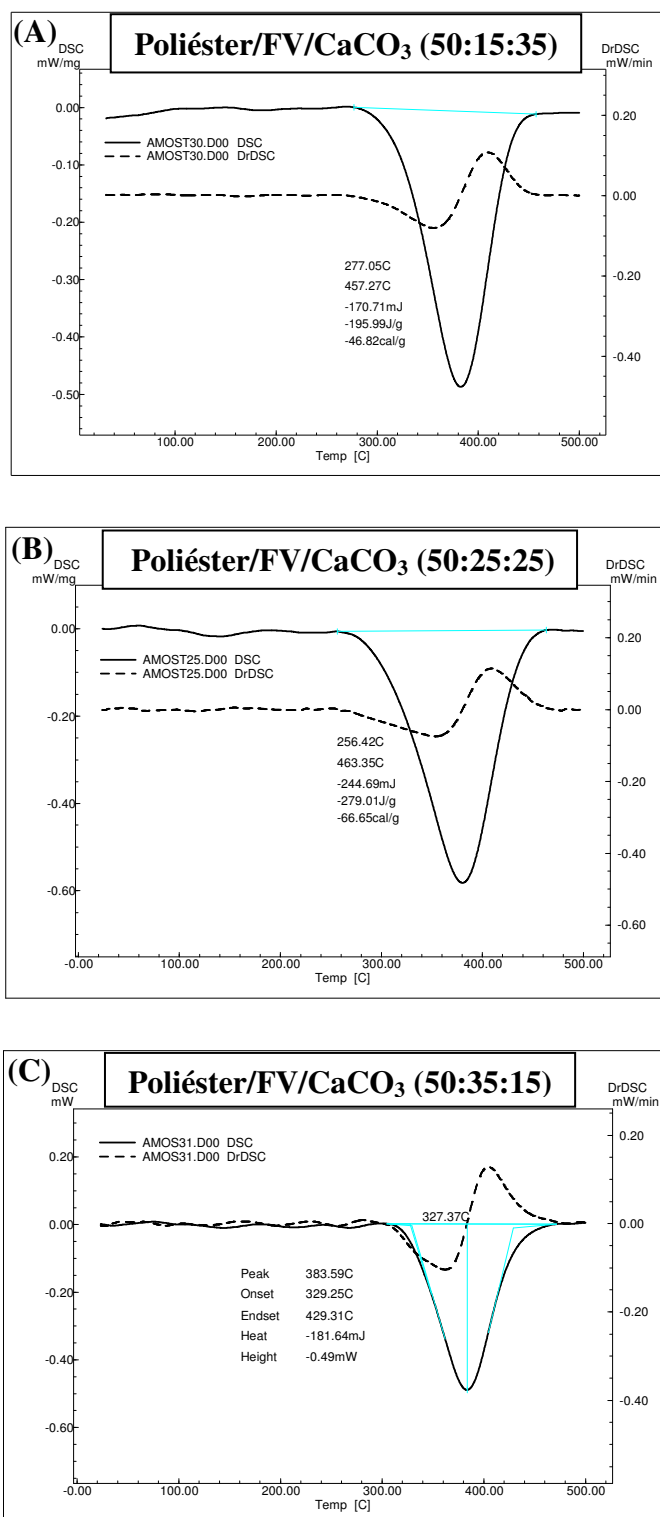 (A)
DSC
mW/mg
Poliéster/FV/CaCO₃ (50:15:35)
DrDSC
mW/min
0.00
-0.10
-0.20
-0.30
-0.40
-0.50
AMOST30.D00 DSC
AMOST30.D00 DrDSC
277.05C
457.27C
-170.71mJ
-195.99J/g
-46.82cal/g
0.20
0.00
-0.20
-0.40
100.00 200.00 300.00 400.00 500.00
Temp [C]
(B)
DSC
mW/mg
Poliéster/FV/CaCO₃ (50:25:25)
DrDSC
mW/min
0.00
-0.20
-0.40
-0.60
AMOST25.D00 DSC
AMOST25.D00 DrDSC
256.42C
463.35C
-244.69mJ
-279.01J/g
-66.65cal/g
0.20
0.00
-0.20
-0.40
-0.60
-0.00 100.00 200.00 300.00 400.00 500.00
Temp [C]
(C)
DSC
mW
Poliéster/FV/CaCO₃ (50:35:15)
DrDSC
mW/min
0.20
0.00
-0.20
-0.40
-0.60
AMOS31.D00 DSC
AMOS31.D00 DrDSC
327.37C
Peak 383.59C
Onset 329.25C
Endset 429.31C
Heat -181.64mJ
Height -0.49mW
0.20
0.00
-0.20
-0.40
-0.00 100.00 200.00 300.00 400.00 500.00
Temp [C]